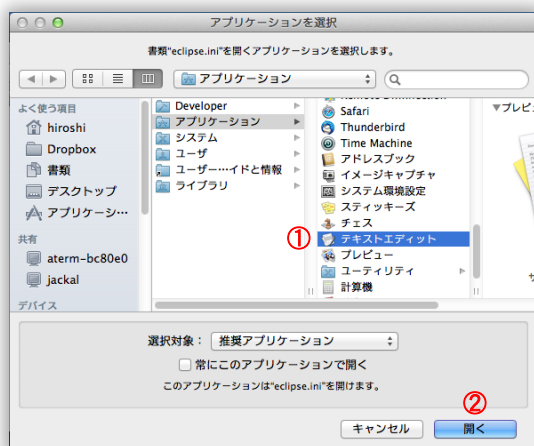 アプリケーションを選択
書類"eclipse.ini"を開くアプリケーションを選択します。
アプリケーション
よく使う項目
hiroshi
Dropbox
書類
デスクトップ
アプリケーシ…
共有
aterm-bc80e0
jackal
デバイス
Developer
アプリケーション
システム
ユーザ
ユーザー…イドと情報
ライブラリ
Safari
Thunderbird
Time Machine
アドレスブック
イメージキャプチャ
システム環境設定
スティッキーズ
チェス
① テキストエディット
プレビュー
ユーティリティ
計算機
▼プレビ
選択対象： 推奨アプリケーション
常にこのアプリケーションで開く
このアプリケーションは"eclipse.ini"を開けます。
②
キャンセル 開く